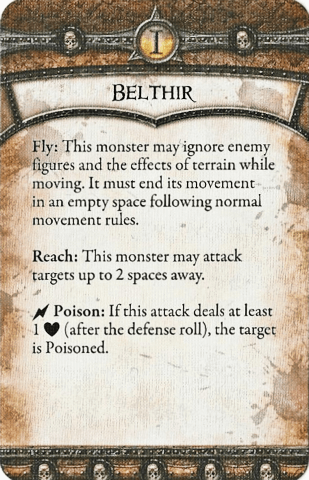 I
BELTHIR
Fly: This monster may ignore enemy
figures and the effects of terrain while
moving. It must end its movement
in an empty space following normal
movement rules.
Reach: This monster may attack
targets up to 2 spaces away.
Poison: If this attack deals at least
1 ♥ (after the defense roll), the target
is Poisoned.